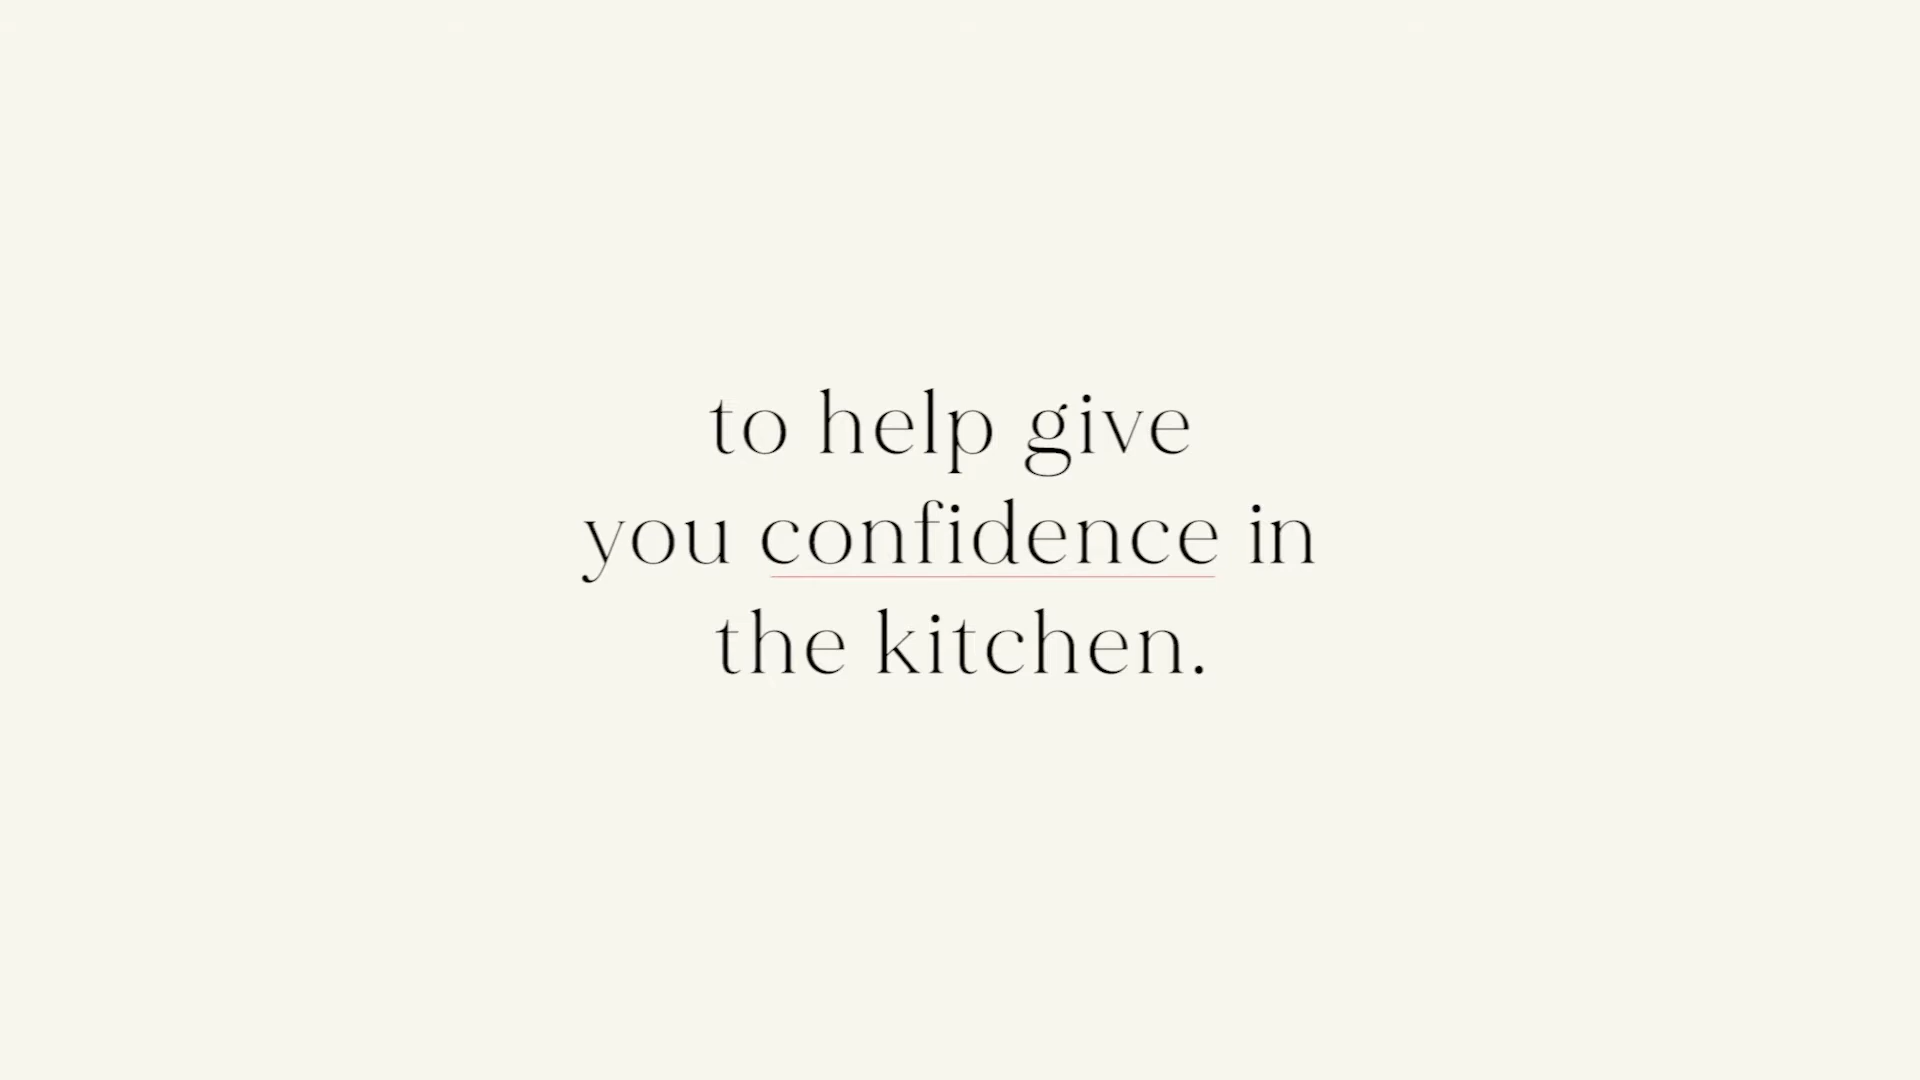 to help give
you confidence in
the kitchen.